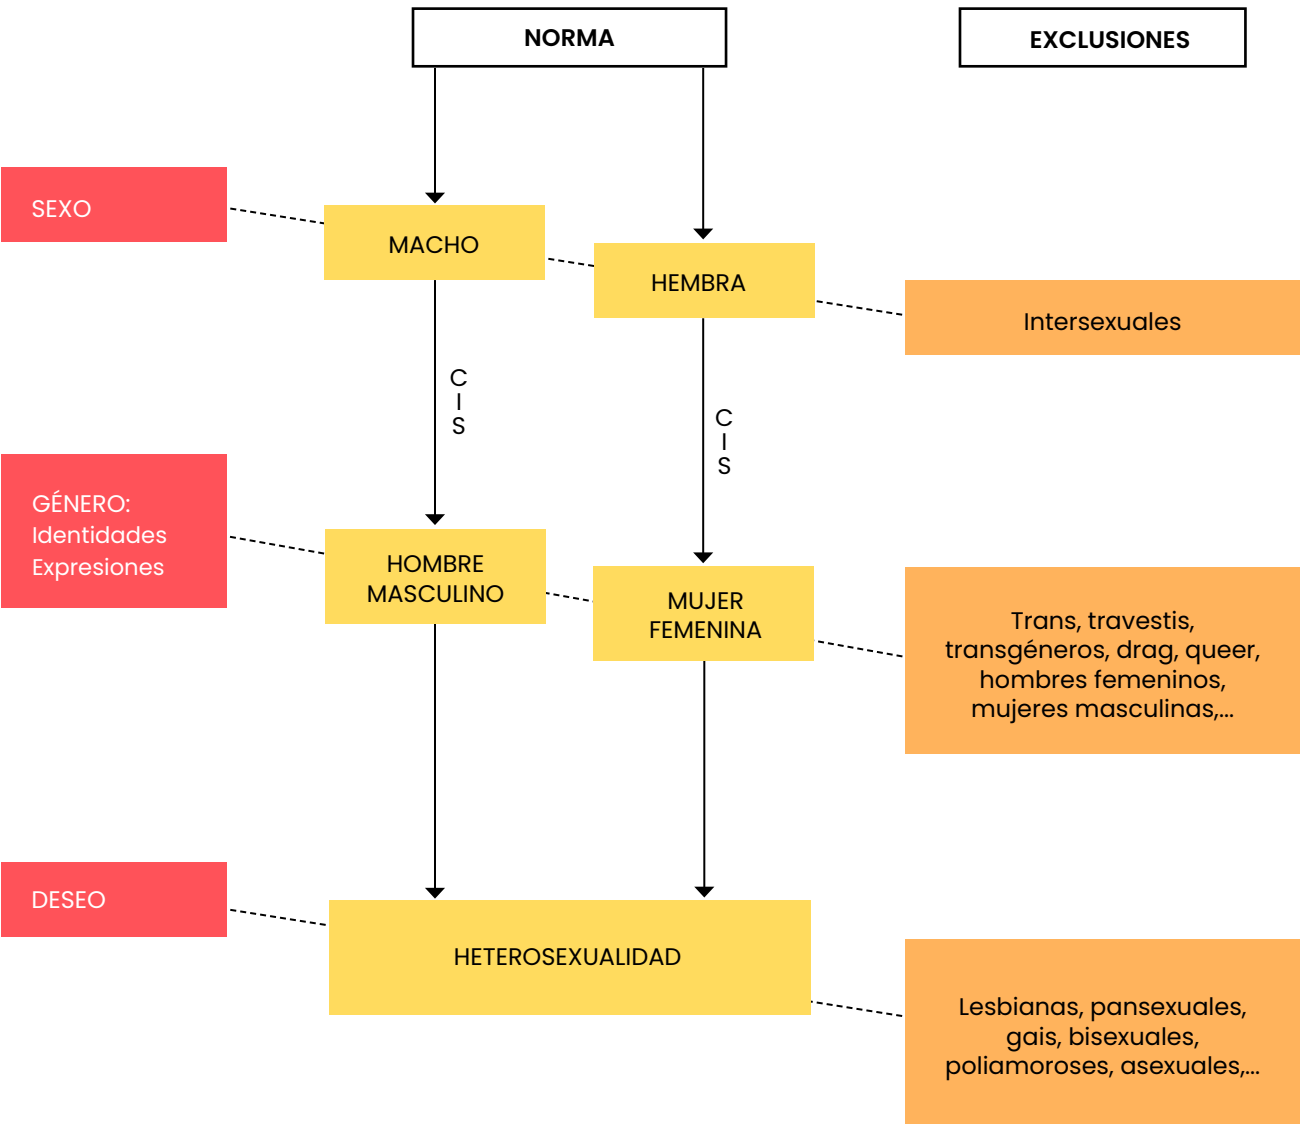 NORMA
EXCLUSIONES
SEXO
MACHO
HEMBRA
Intersexuales
C
I
S
C
I
S
GÉNERO:
Identidades
Expresiones
HOMBRE
MASCULINO
MUJER
FEMENINA
Trans, travestis,
transgéneros, drag, queer,
hombres femeninos,
mujeres masculinas,...
DESEO
HETEROSEXUALIDAD
Lesbianas, pansexuales,
gais, bisexuales,
poliamoroses, asexuales,...